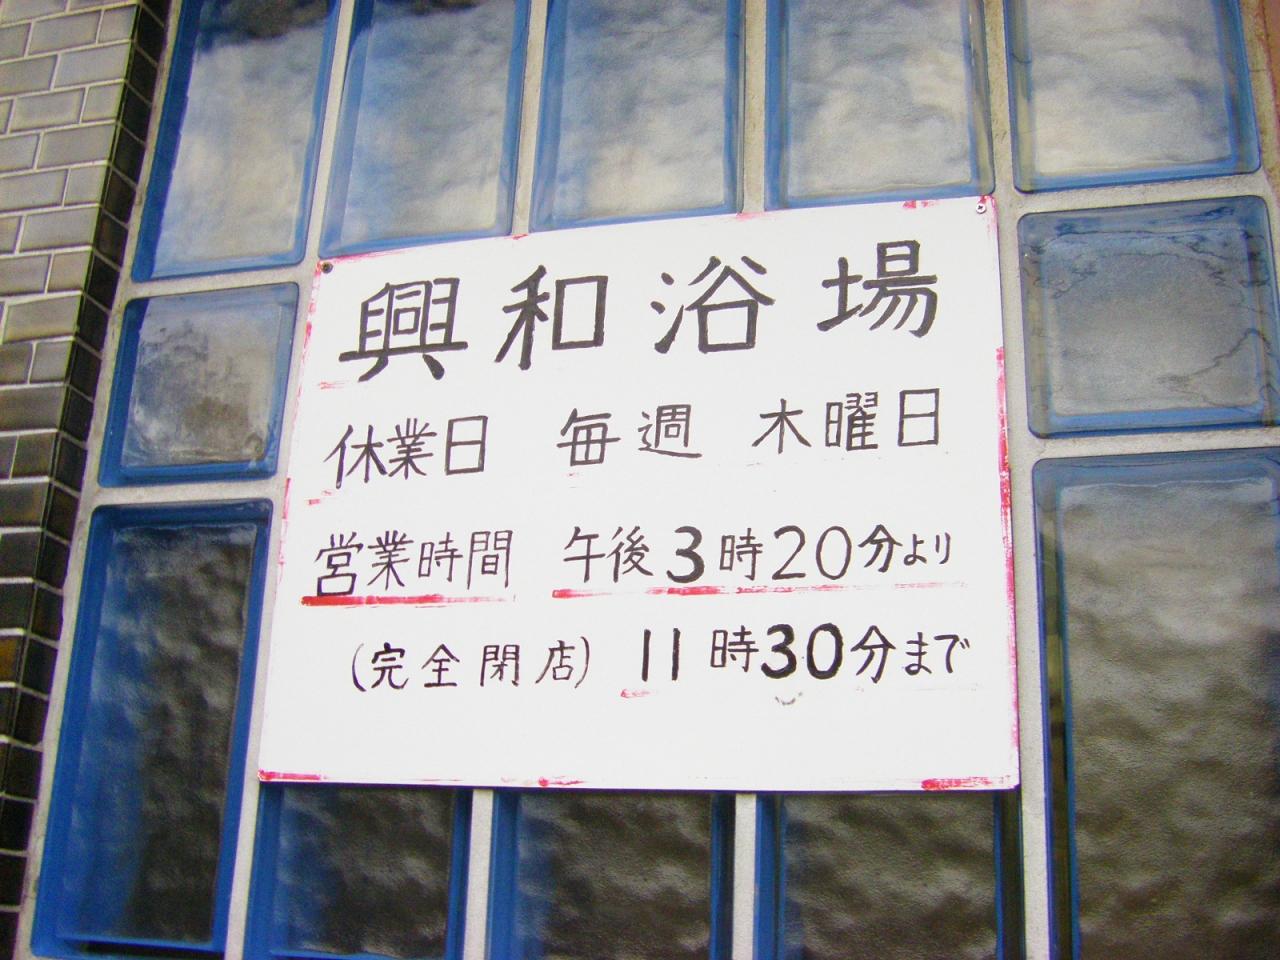 興和浴場
休業日 毎週 木曜日
営業時間 午後3時20分より
(完全閉店) 11時30分まで